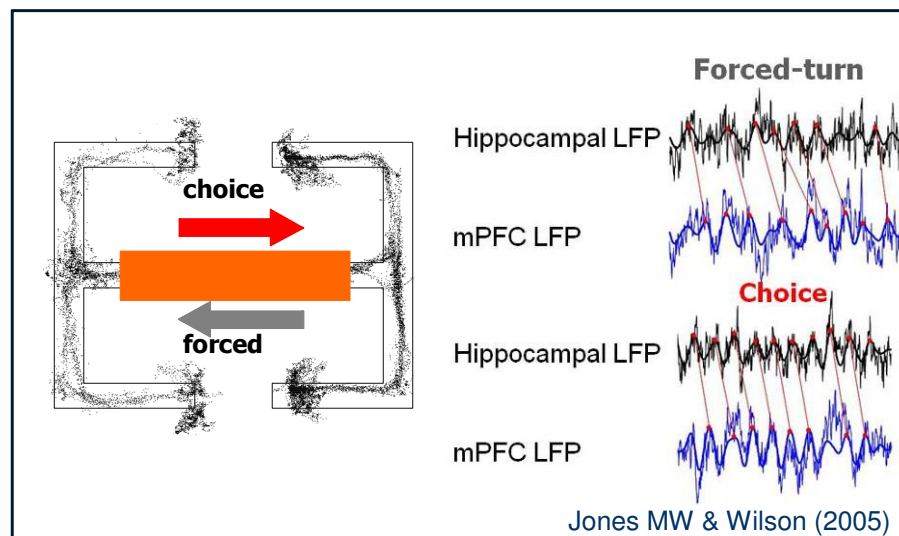 choice
forced
Forced-turn
Hippocampal LFP
mPFC LFP
Choice
Hippocampal LFP
mPFC LFP
Jones MW & Wilson (2005)